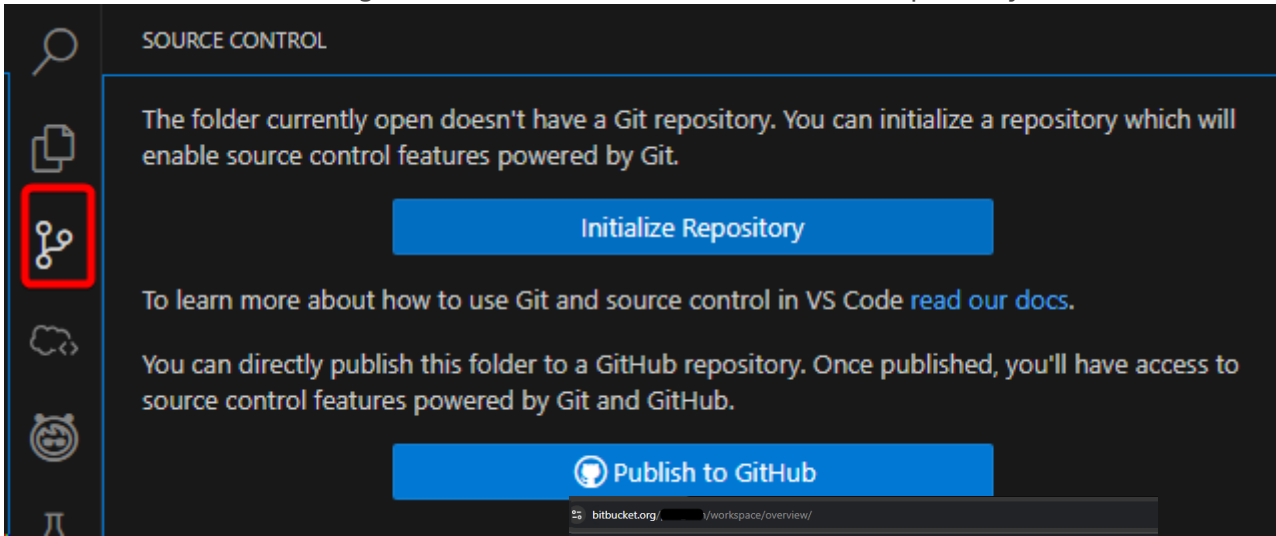 SOURCE CONTROL
The folder currently open doesn't have a Git repository. You can initialize a repository which will
enable source control features powered by Git.
Initialize Repository
To learn more about how to use Git and source control in VS Code read our docs.
You can directly publish this folder to a GitHub repository. Once published, you'll have access to
source control features powered by Git and GitHub.
Publish to GitHub
bitbucket.org/ /workspace/overview/